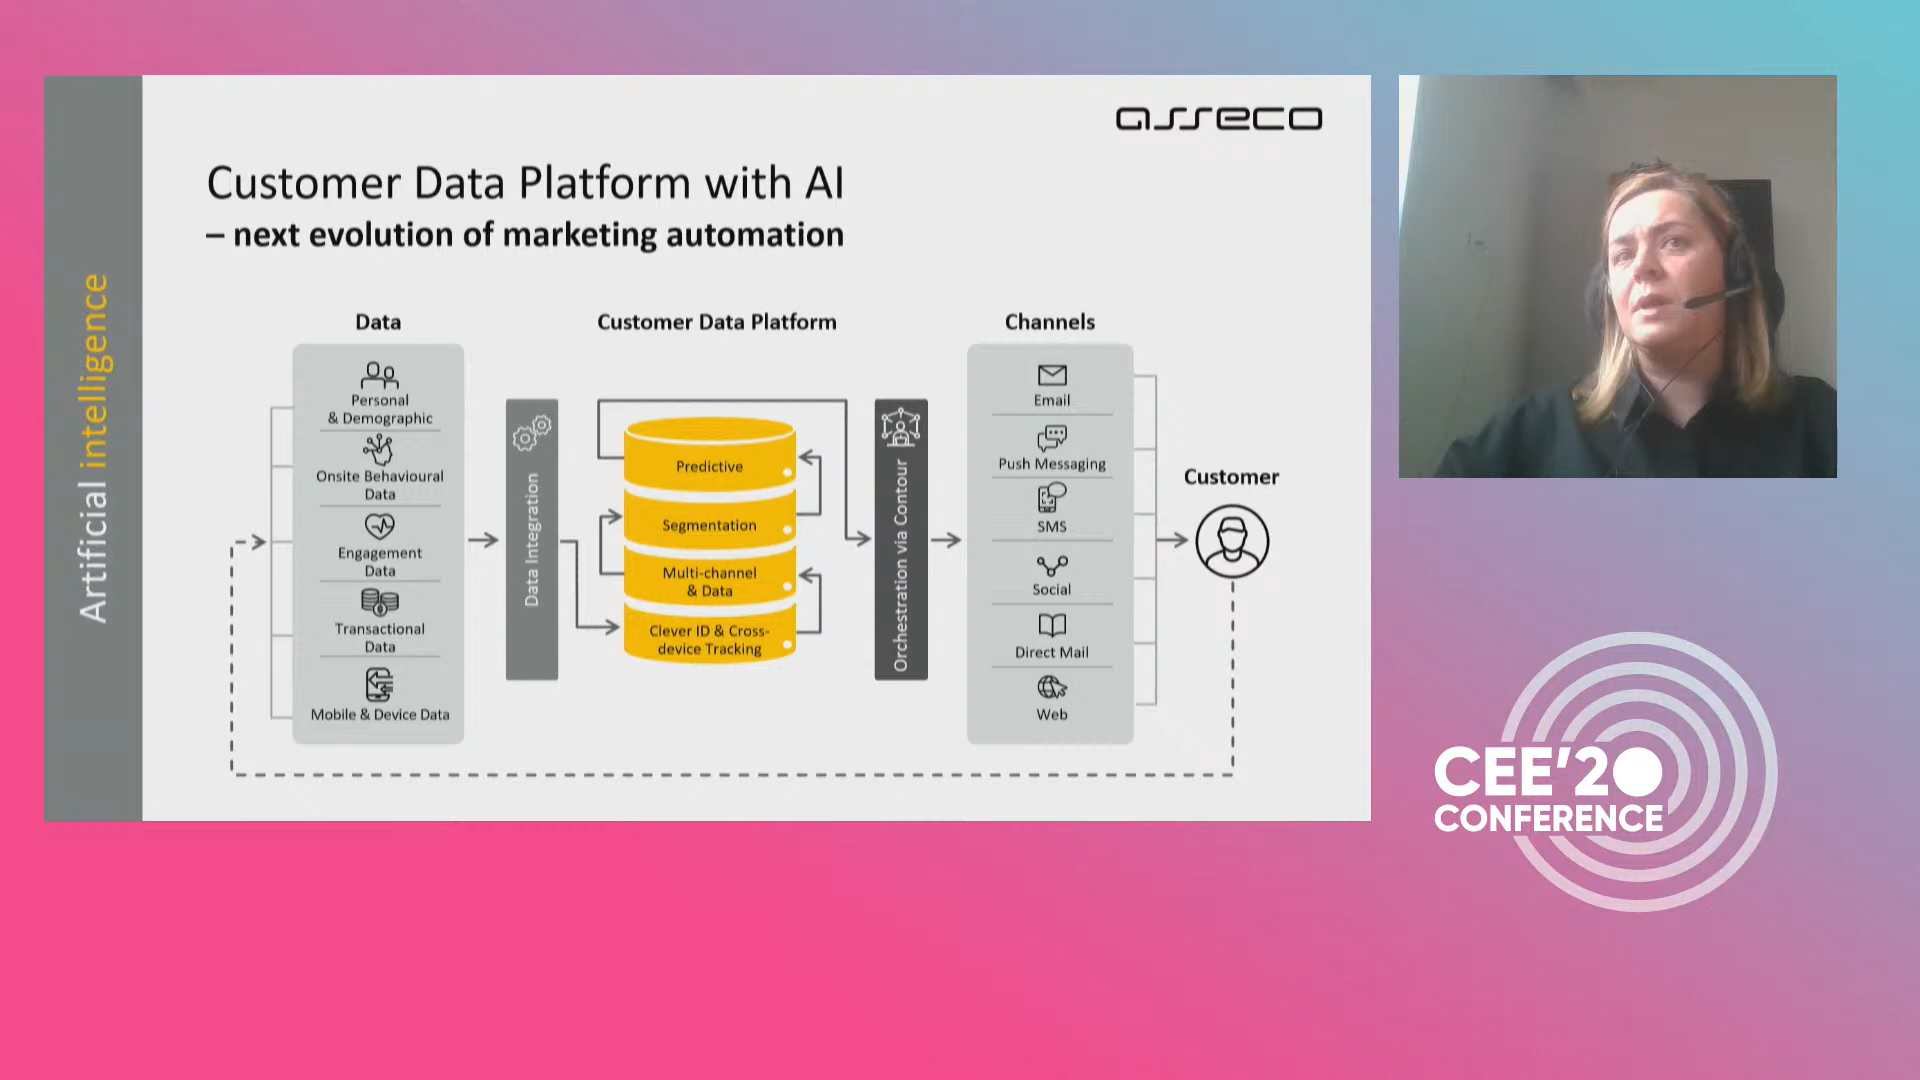 asseco
Customer Data Platform with AI
– next evolution of marketing automation
Artificial intelligence
Data
Personal
& Demographic
Onsite Behavioural
Data
Engagement
Data
Transactional
Data
Mobile & Device Data
Data Integration
Customer Data Platform
Predictive
Segmentation
Multi-channel
& Data
Clever ID & Cross-
device Tracking
Orchestration via Contour
Channels
Email
Push Messaging
SMS
Social
Direct Mail
Web
Customer
CEE'20
CONFERENCE